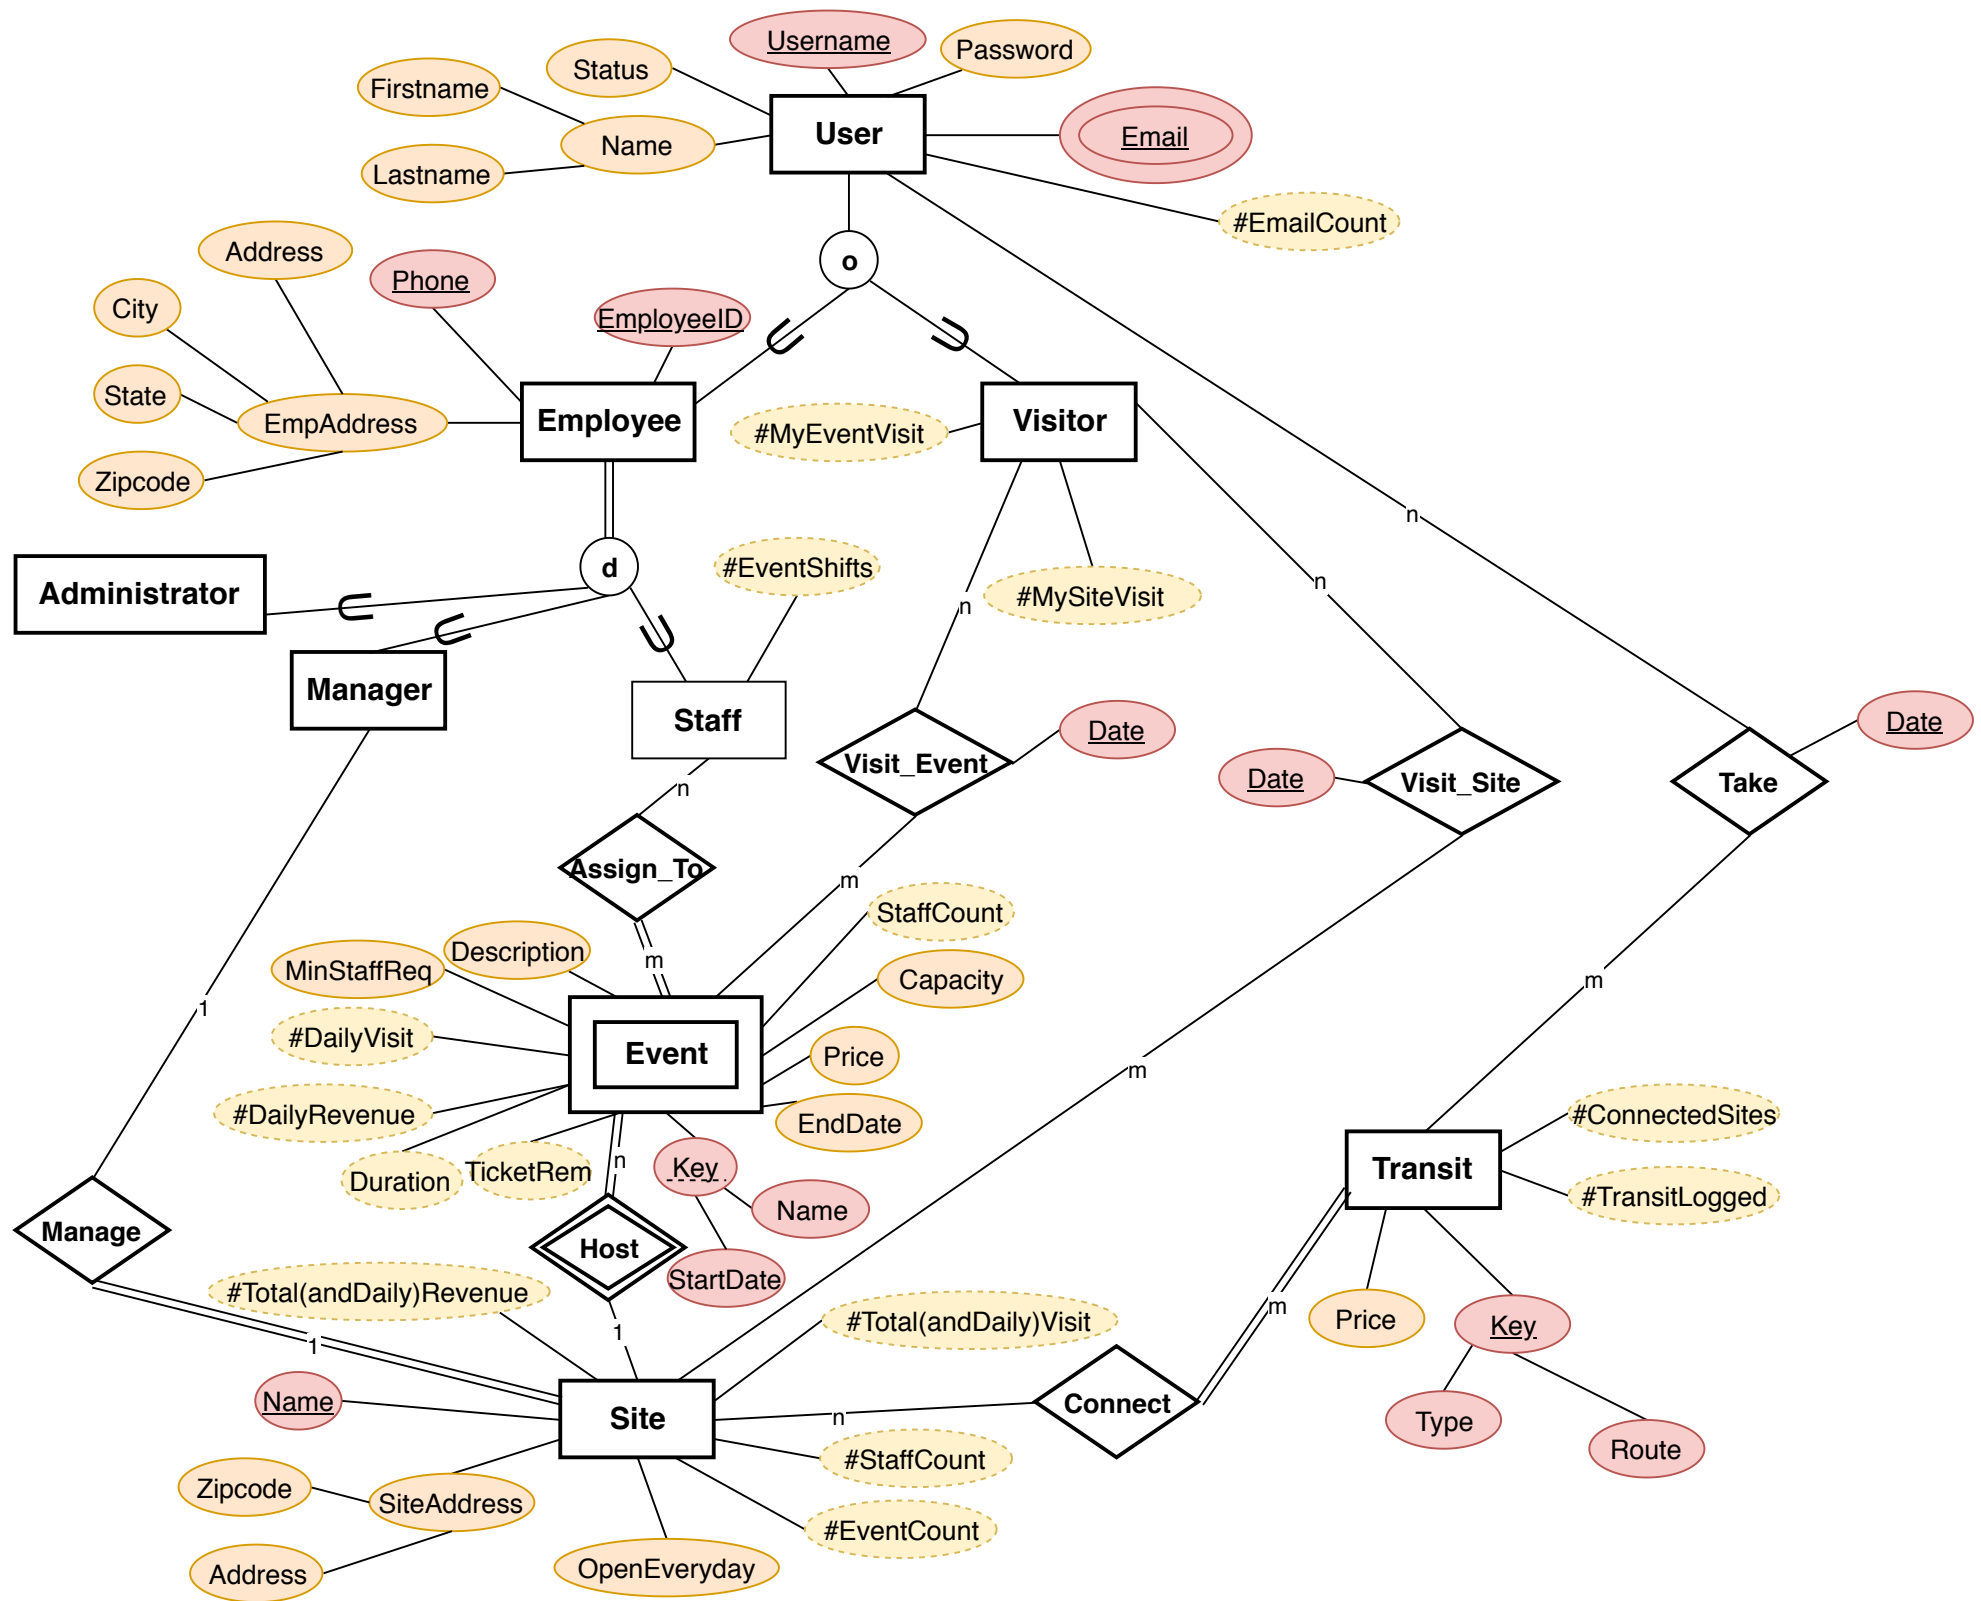 Username
Password
Status
Firstname
User
Email
Name
Lastname
#EmailCount
Address
o
Phone
City
EmployeeID
State
EmpAddress
Employee
#MyEventVisit
Visitor
Zipcode
n
d
#EventShifts
n
Administrator
n
#MySiteVisit
Manager
Staff
Date
Date
Visit_Event
Date
Visit_Site
Take
n
Assign_To
m
StaffCount
Description
m
MinStaffReq
Capacity
m
1
#DailyVisit
Event
Price
m
#DailyRevenue
EndDate
#ConnectedSites
n
Key
Transit
Duration
TicketRem
#TransitLogged
Name
Manage
Host
StartDate
#Total(andDaily)Revenue
m
1
#Total(andDaily)Visit
Price
Key
1
Name
Site
n
Connect
Type
Route
#StaffCount
Zipcode
SiteAddress
#EventCount
Address
OpenEveryday